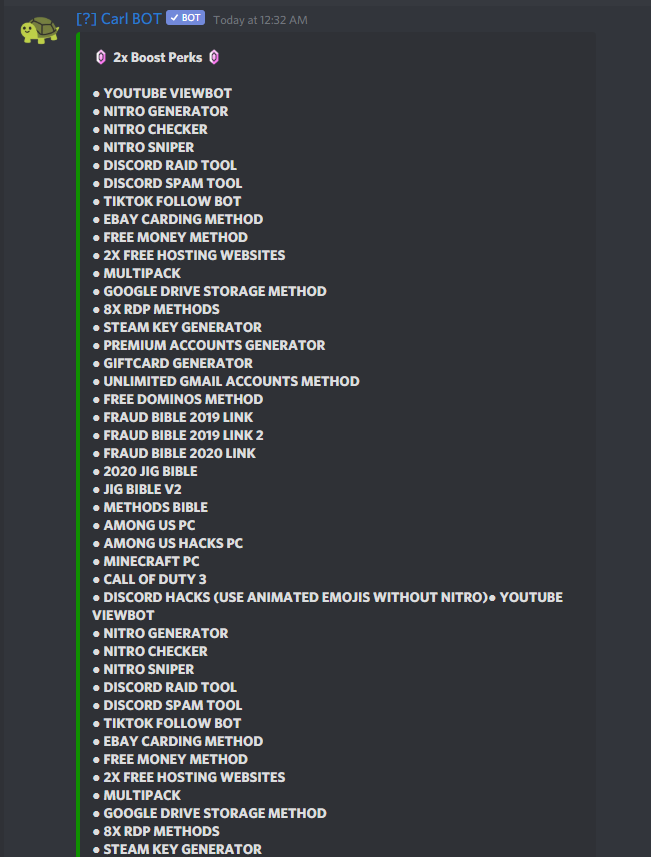 [?] Carl BOT ✓ BOT Today at 12:32 AM
2x Boost Perks
● YOUTUBE VIEWBOT
● NITRO GENERATOR
● NITRO CHECKER
● NITRO SNIPER
● DISCORD RAID TOOL
● DISCORD SPAM TOOL
● TIKTOK FOLLOW BOT
● EBAY CARDING METHOD
● FREE MONEY METHOD
● 2X FREE HOSTING WEBSITES
● MULTIPACK
● GOOGLE DRIVE STORAGE METHOD
● 8X RDP METHODS
● STEAM KEY GENERATOR
● PREMIUM ACCOUNTS GENERATOR
● GIFTCARD GENERATOR
● UNLIMITED GMAIL ACCOUNTS METHOD
● FREE DOMINOS METHOD
● FRAUD BIBLE 2019 LINK
● FRAUD BIBLE 2019 LINK 2
● FRAUD BIBLE 2020 LINK
● 2020 JIG BIBLE
● JIG BIBLE V2
● METHODS BIBLE
● AMONG US PC
● AMONG US HACKS PC
● MINECRAFT PC
● CALL OF DUTY 3
● DISCORD HACKS (USE ANIMATED EMOJIS WITHOUT NITRO)● YOUTUBE
VIEWBOT
● NITRO GENERATOR
● NITRO CHECKER
● NITRO SNIPER
● DISCORD RAID TOOL
● DISCORD SPAM TOOL
● TIKTOK FOLLOW BOT
● EBAY CARDING METHOD
● FREE MONEY METHOD
● 2X FREE HOSTING WEBSITES
● MULTIPACK
● GOOGLE DRIVE STORAGE METHOD
● 8X RDP METHODS
● STEAM KEY GENERATOR